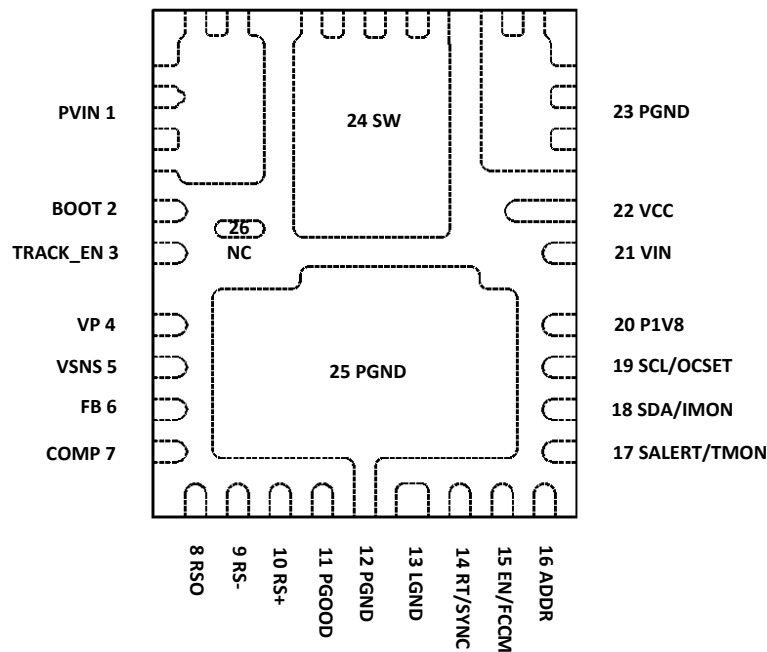 PVIN 1
24 SW
23 PGND
BOOT 2
26
NC
22 VCC
TRACK_EN 3
21 VIN
VP 4
20 P1V8
VSNS 5
25 PGND
19 SCL/OCSET
FB 6
18 SDA/IMON
COMP 7
17 SALERT/TMON
8 RSO
9 RS-
10 RS+
11 PGOOD
12 PGND
13 LGND
14 RT/SYNC
15 EN/FCCM
16 ADDR